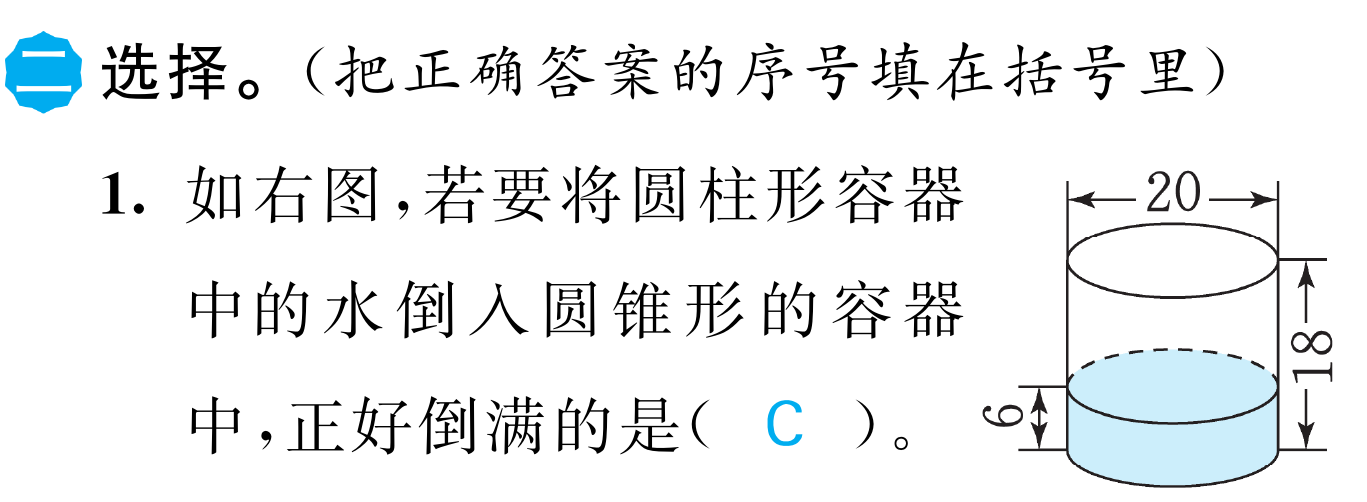 二 选择。(把正确答案的序号填在括号里)
1. 如右图,若要将圆柱形容器
中的水倒入圆锥形的容器
中,正好倒满的是( C )。
20
18
6